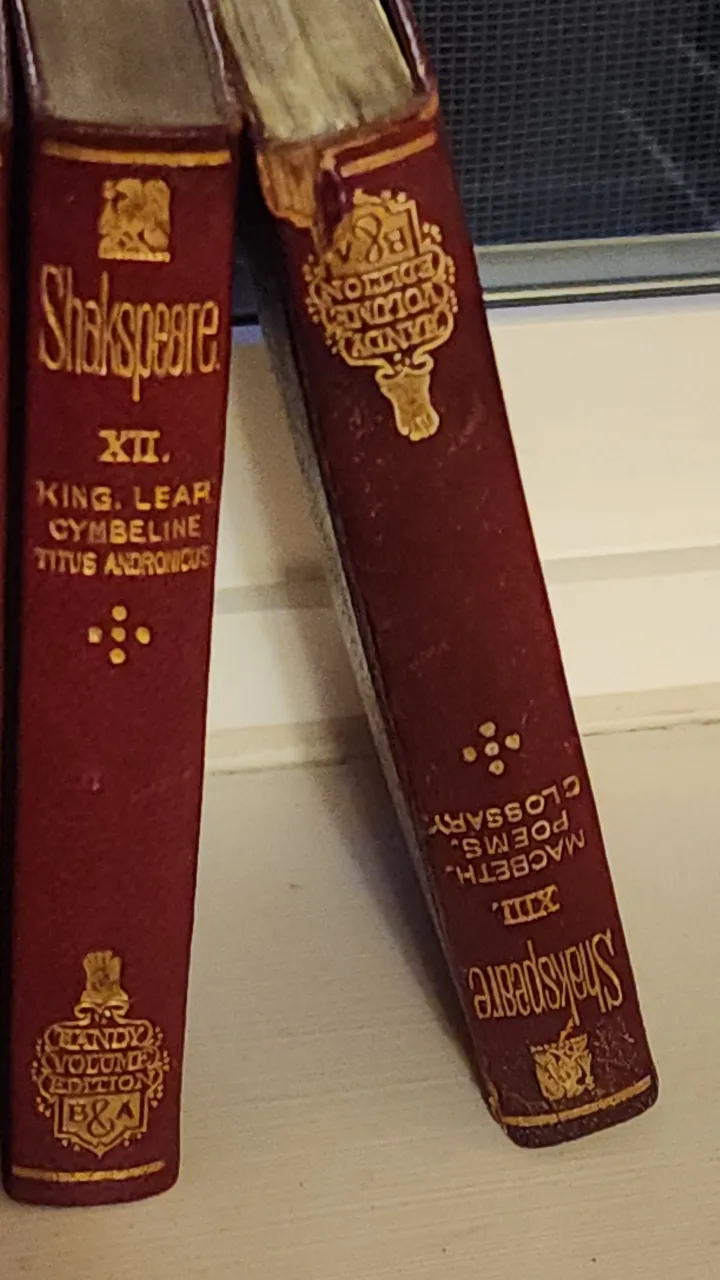 Shakspeare.
XII.
KING. LEAR
CYMBELINE
TITUS ANDRONICUS
HANDY
VOLUME
EDITION
B&A
Shakspeare.
XIII.
MACBETH.
POEMS.
GLOSSARY.
HANDY
VOLUME
EDITION
B&A